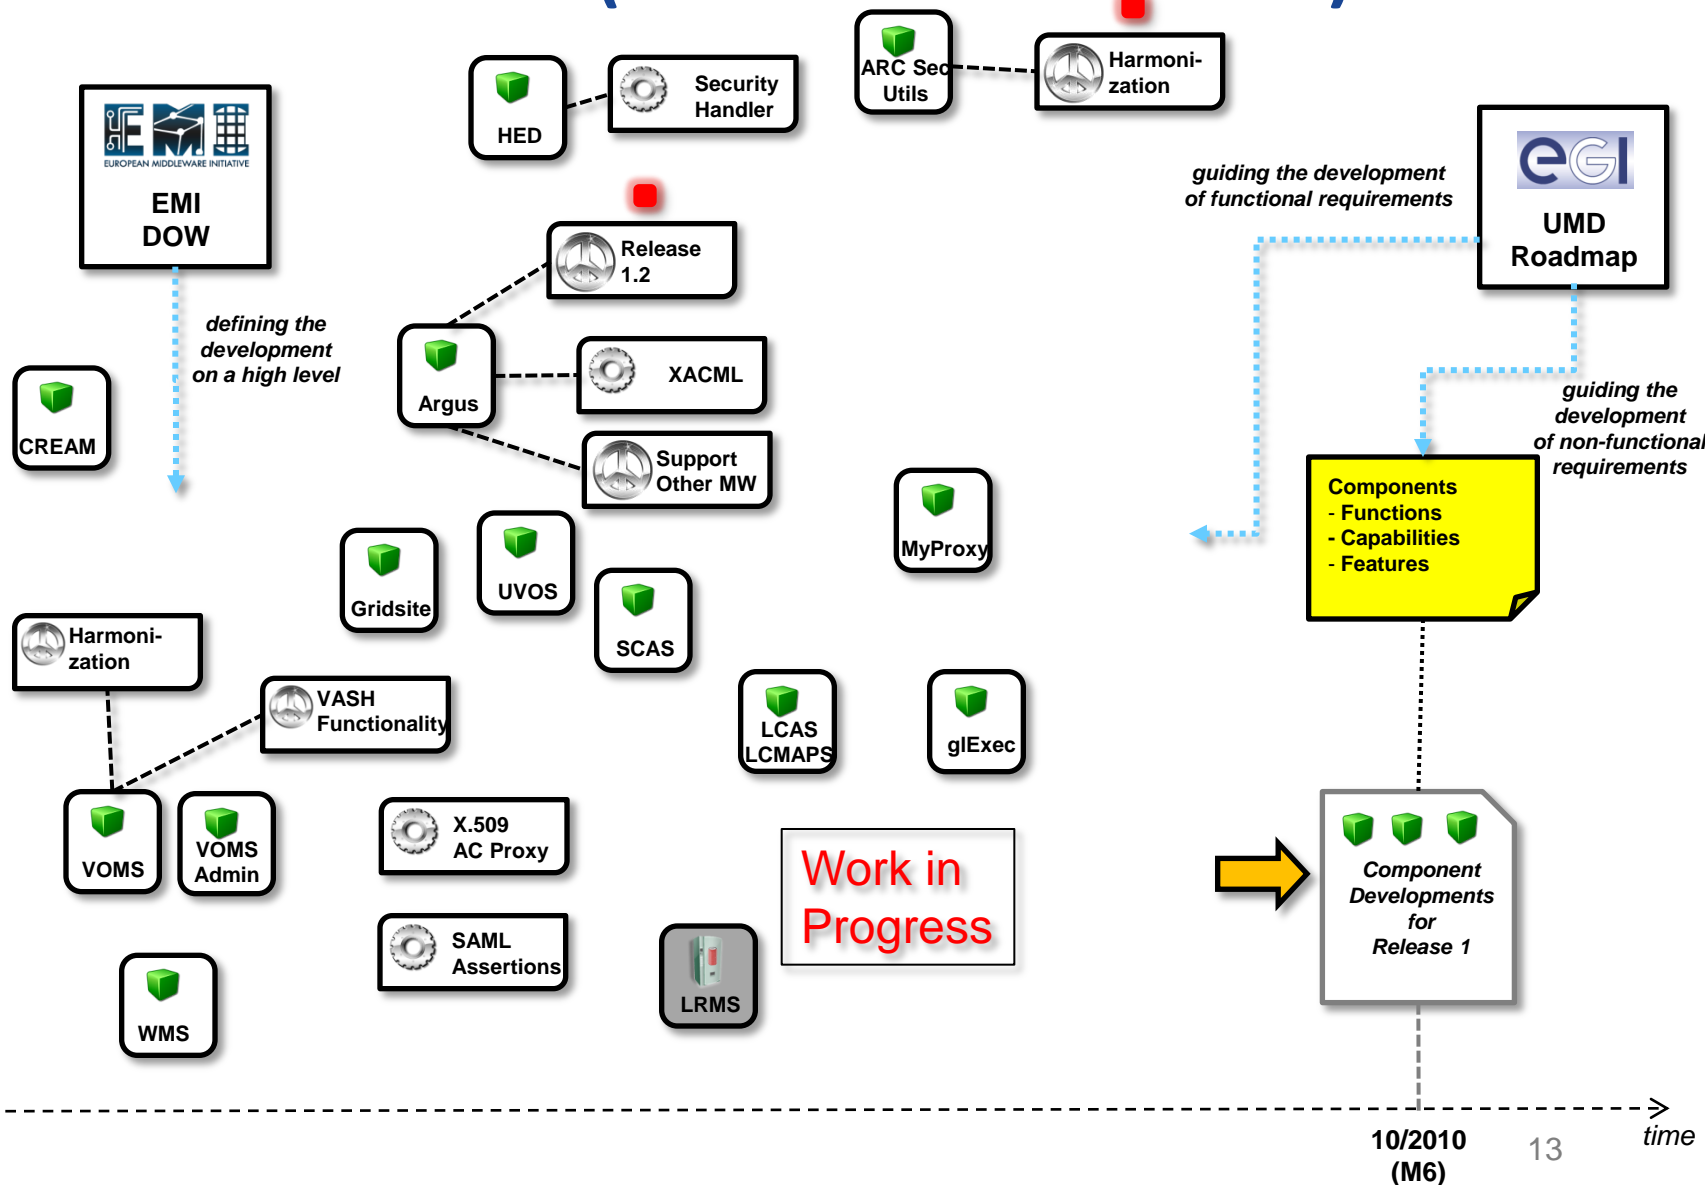 ARC Sec
Utils
Harmoni-
zation
HED
Security
Handler
EMI
EUROPEAN MIDDLEWARE INITIATIVE
EMI
DOW
guiding the development
of functional requirements
eGI
UMD
Roadmap
Release
1.2
defining the
development
on a high level
Argus
XACML
CREAM
Support
Other MW
guiding the
development
of non-functional
requirements
Components
- Functions
- Capabilities
- Features
MyProxy
UVOS
Gridsite
SCAS
Harmoni-
zation
VASH
Functionality
LCAS
LCMAPS
glExec
VOMS
VOMS
Admin
X.509
AC Proxy
Work in
Progress
Component
Developments
for
Release 1
SAML
Assertions
LRMS
WMS
time
10/2010
(M6)
13